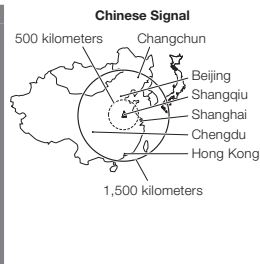 Chinese Signal
500 kilometers Changchun
Beijing
Shangqiu
Shanghai
Chengdu
Hong Kong
1,500 kilometers